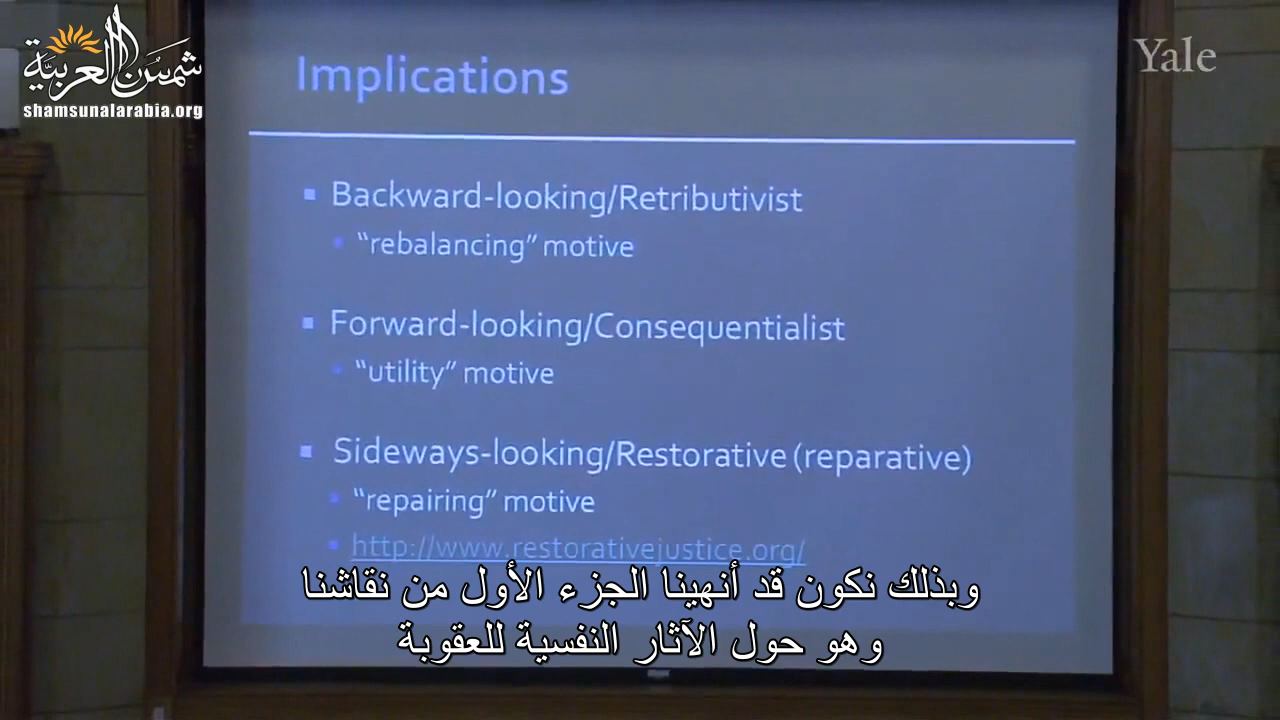 شمس العربية
shamsunalarabia.org
Yale
Implications
▪ Backward-looking/Retributivist
▪ “rebalancing” motive
▪ Forward-looking/Consequentialist
▪ “utility” motive
▪ Sideways-looking/Restorative (reparative)
▪ “repairing” motive
▪ http://www.restorativejustice.org/
وبذلك نكون قد أنهينا الجزء الأول من نقاشنا
وهو حول الآثار النفسية للعقوبة